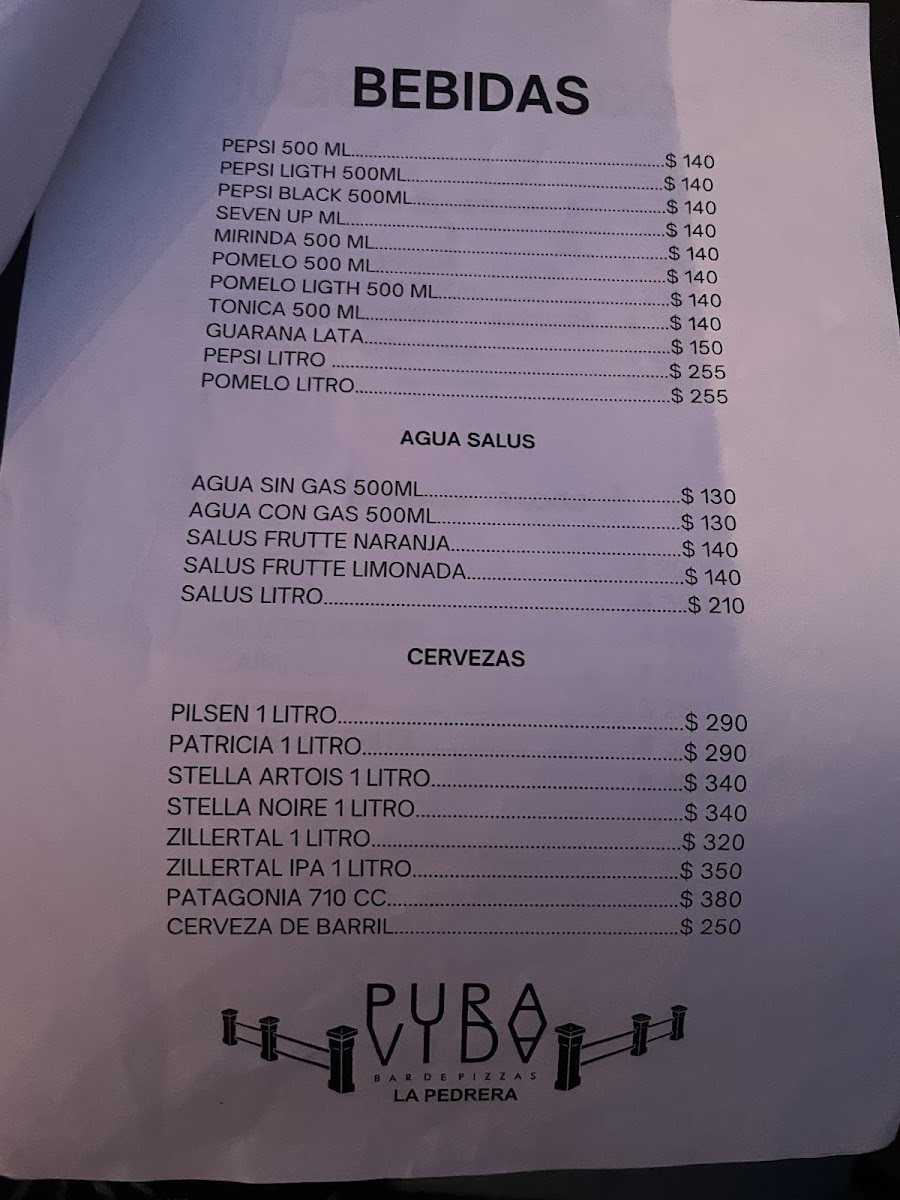 BEBIDAS
PEPSI 500 ML.....$ 140
PEPSI LIGTH 500ML.....$ 140
PEPSI BLACK 500ML.....$ 140
SEVEN UP ML.....$ 140
MIRINDA 500 ML.....$ 140
POMELO 500 ML.....$ 140
POMELO LIGTH 500 ML.....$ 140
TONICA 500 ML.....$ 140
GUARANA LATA.....$ 150
PEPSI LITRO .....$ 255
POMELO LITRO.....$ 255
AGUA SALUS
AGUA SIN GAS 500ML.....$ 130
AGUA CON GAS 500ML.....$ 130
SALUS FRUTTE NARANJA.....$ 140
SALUS FRUTTE LIMONADA.....$ 140
SALUS LITRO.....$ 210
CERVEZAS
PILSEN 1 LITRO.....$ 290
PATRICIA 1 LITRO.....$ 290
STELLA ARTOIS 1 LITRO.....$ 340
STELLA NOIRE 1 LITRO.....$ 340
ZILLERTAL 1 LITRO.....$ 320
ZILLERTAL IPA 1 LITRO.....$ 350
PATAGONIA 710 CC.....$ 380
CERVEZA DE BARRIL.....$ 250
PURA
VIDA
BAR DE PIZZAS
LA PEDRERA